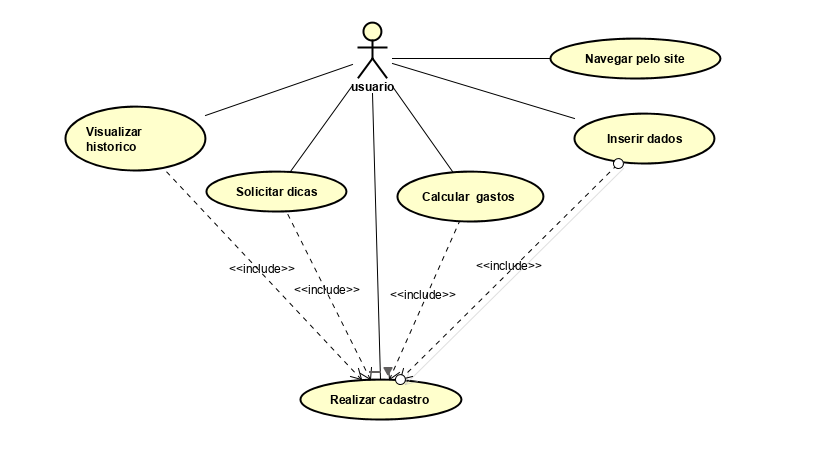 Navegar pelo site
usuario
Visualizar
historico
Inserir dados
Solicitar dicas
Calcular  gastos
<<include>>
<<include>>
<<include>>
<<include>>
Realizar cadastro